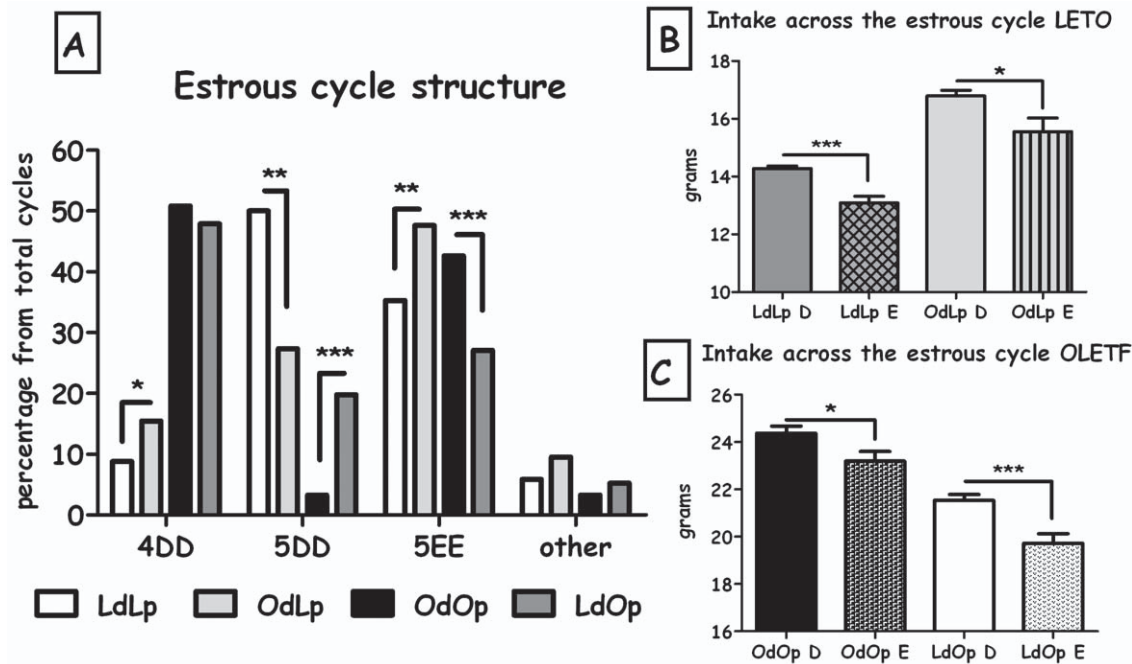 A
Estrous cycle structure
percentage from total cycles
60
50
40
30
20
10
0
*
**
***
**
***
4DD
5DD
5EE
other
LdLp
OdLp
OdOp
LdOp
B
Intake across the estrous cycle LETO
grams
18
16
14
12
10
***
*
LdLp D
LdLp E
OdLp D
OdLp E
C
Intake across the estrous cycle OLETF
grams
26
24
22
20
18
16
*
***
OdOp D
OdOp E
LdOp D
LdOp E